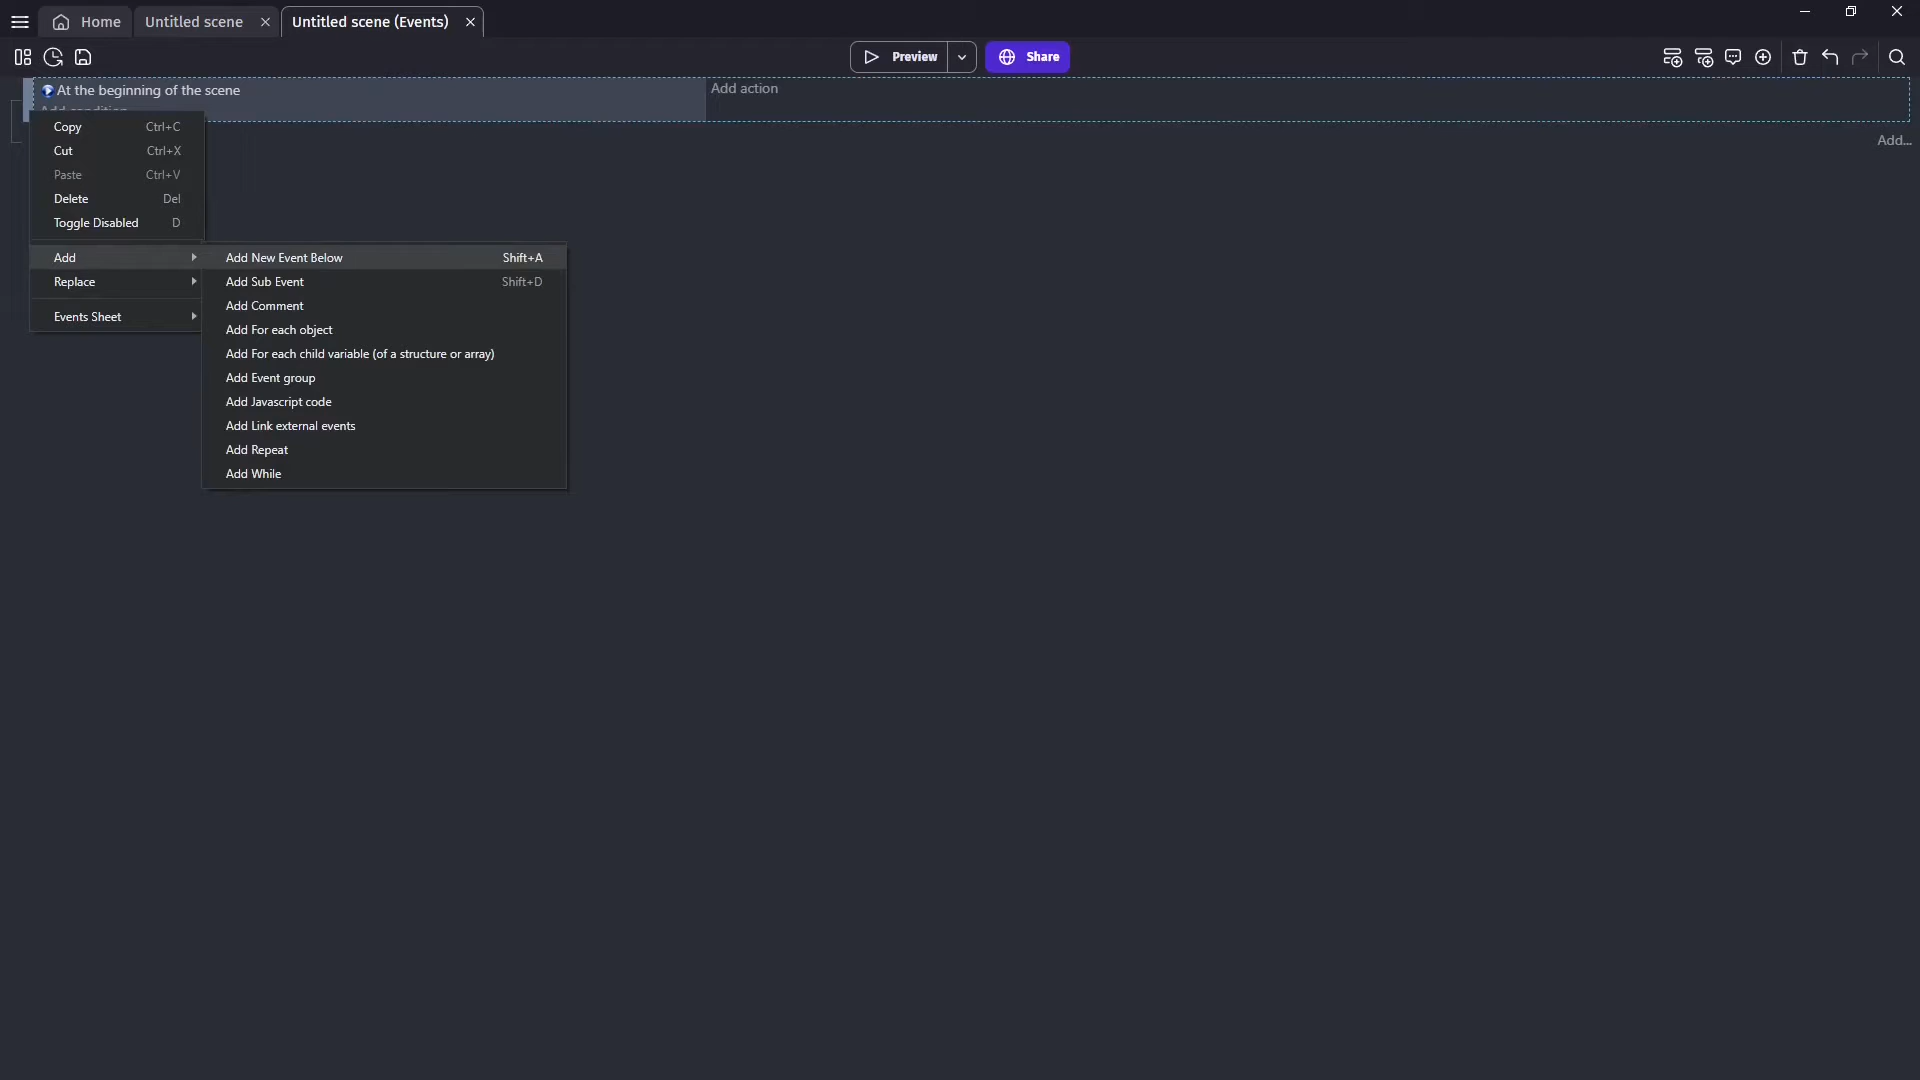 Home
Untitled scene
Untitled scene (Events)
Preview
Share
At the beginning of the scene
Add condition
Add action
Add...
Copy Ctrl+C
Cut Ctrl+X
Paste Ctrl+V
Delete Del
Toggle Disabled D
Add
Replace
Events Sheet
Add New Event Below Shift+A
Add Sub Event Shift+D
Add Comment
Add For each object
Add For each child variable (of a structure or array)
Add Event group
Add Javascript code
Add Link external events
Add Repeat
Add While